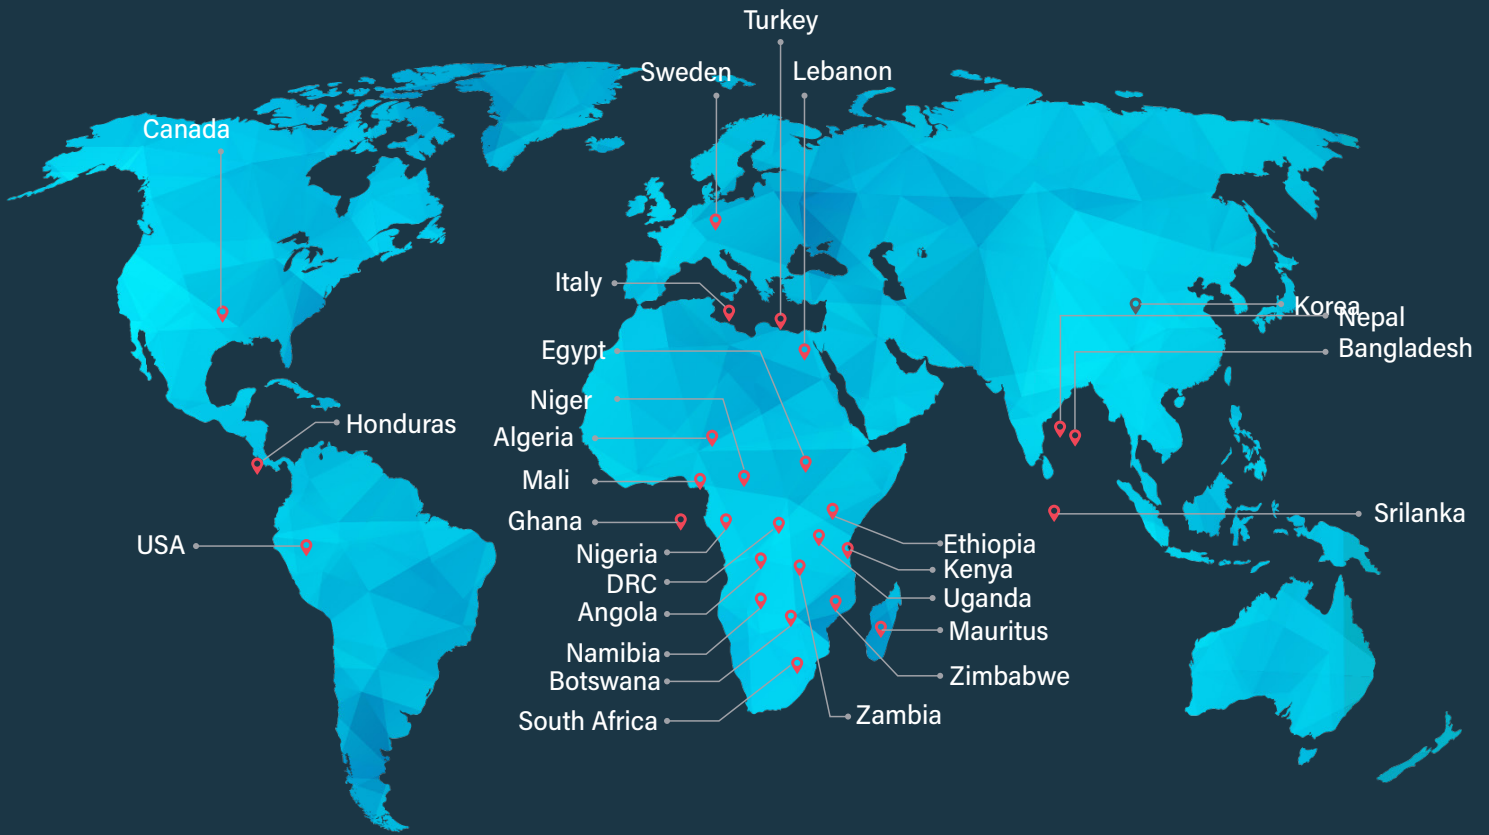 Turkey
Sweden
Lebanon
Canada
Italy
Korea
Nepal
Egypt
Bangladesh
Niger
Honduras
Algeria
Mali
Ghana
Srilanka
USA
Ethiopia
Nigeria
Kenya
DRC
Uganda
Angola
Mauritus
Namibia
Zimbabwe
Botswana
Zambia
South Africa